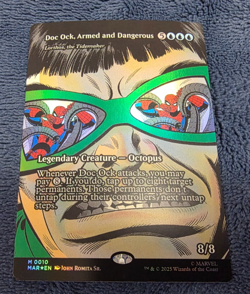 Doc Ock, Armed and Dangerous 5
Lorthos, the Tidemaker
Legendary Creature — Octopus
Whenever Doc Ock attacks, you may
pay 8. If you do, tap up to eight target
permanents. Those permanents don't
untap during their controllers' next untap
steps.
8/8
M 0010
MAR EN John Romita Sr.
© MARVEL
™ & © 2025 Wizards of the Coast